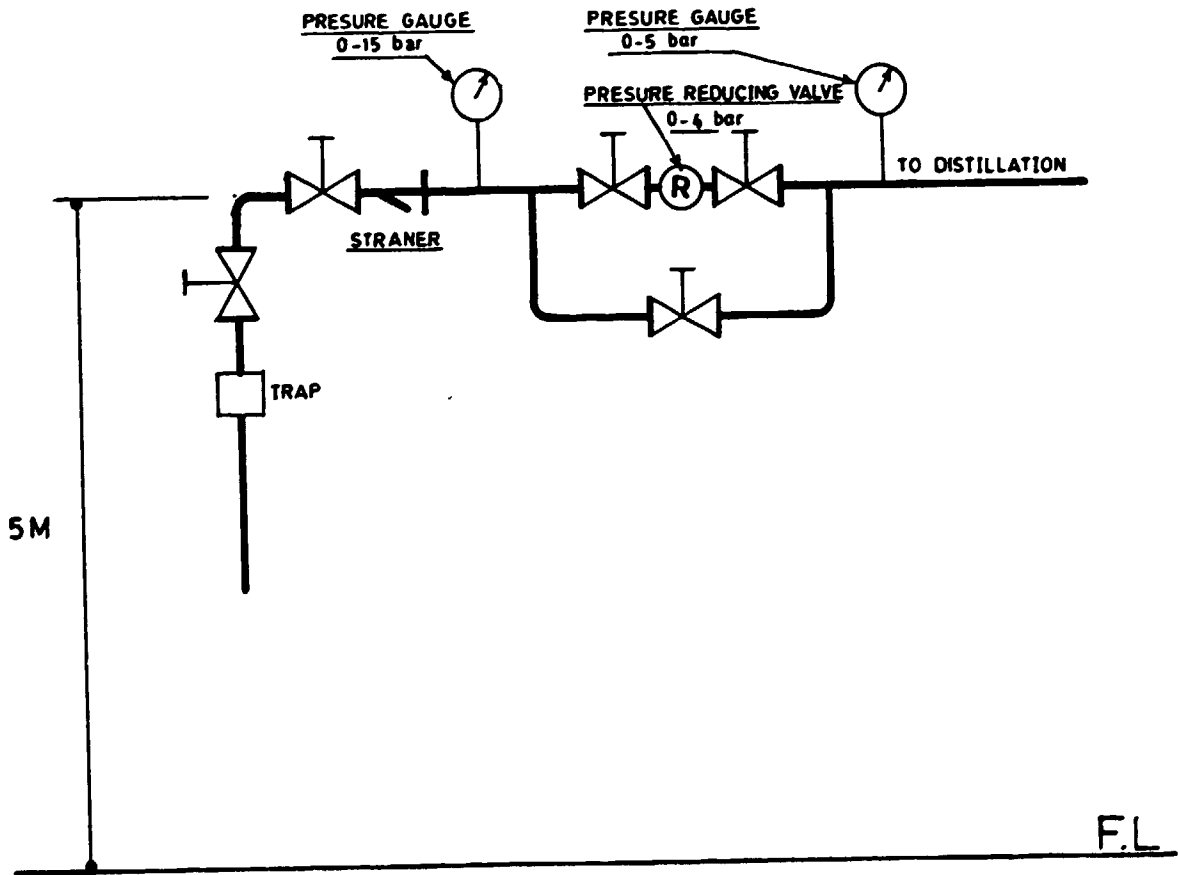 PRESURE GAUGE
0-15 bar
PRESURE GAUGE
0-5 bar
PRESURE REDUCING VALVE
0-4 bar
R
TO DISTILLATION
STRANER
TRAP
5M
F.L